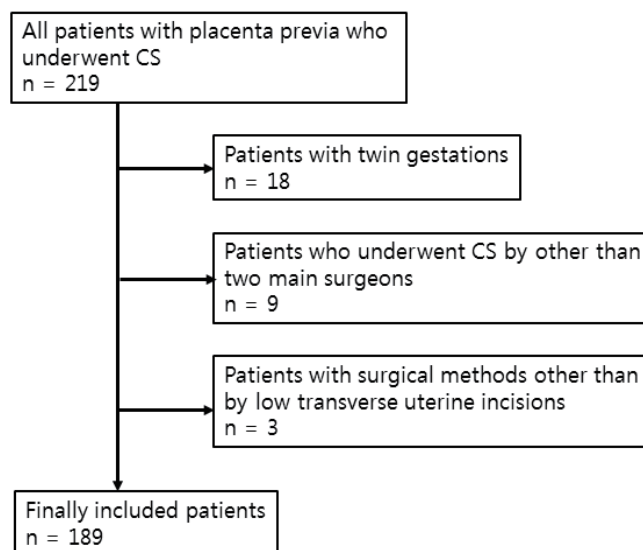 All patients with placenta previa who
underwent CS
n = 219
Patients with twin gestations
n = 18
Patients who underwent CS by other than
two main surgeons
n = 9
Patients with surgical methods other than
by low transverse uterine incisions
n = 3
Finally included patients
n = 189